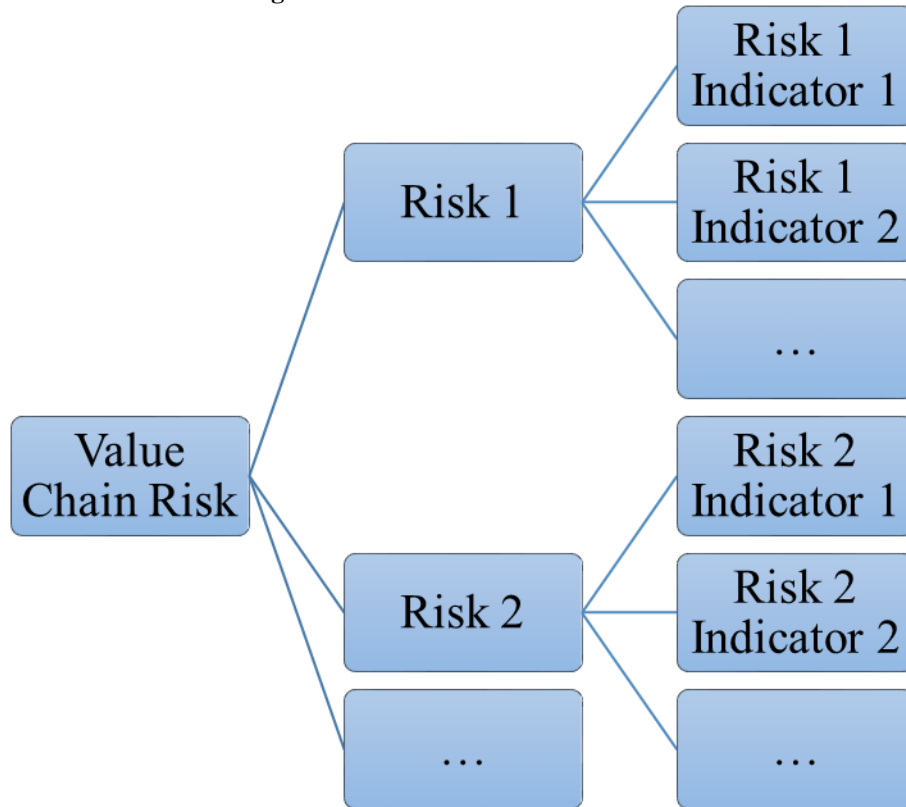 Risk 1
Indicator 1
Risk 1
Risk 1
Indicator 2
…
Value
Chain Risk
Risk 2
Indicator 1
Risk 2
Risk 2
Indicator 2
…
…